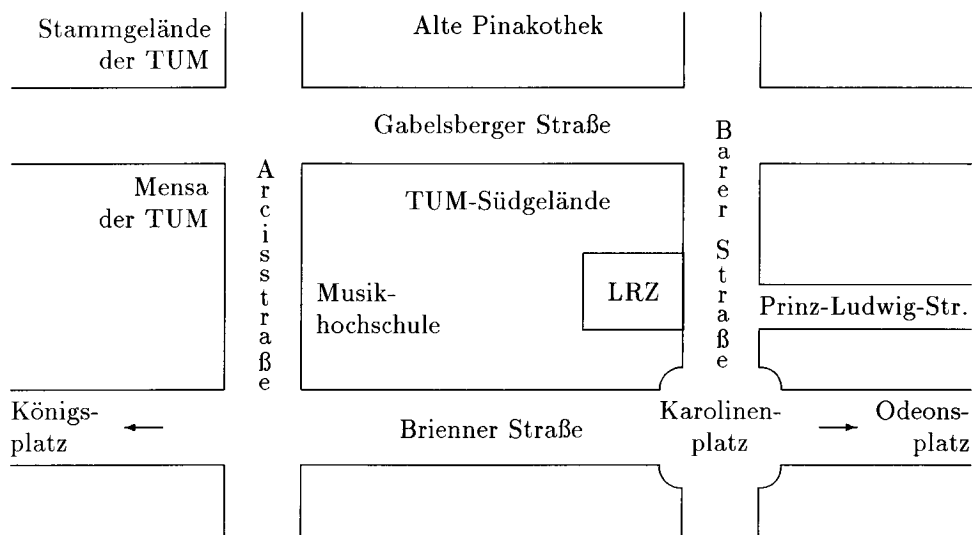 Stammgelände
der TUM
Alte Pinakothek
Gabelsberger Straße
Barer Straße
Arcisstraße
Mensa
der TUM
TUM-Südgelände
Musik-
hochschule
LRZ
Prinz-Ludwig-Str.
Königs-
platz
Brienner Straße
Karolinen-
platz
Odeons-
platz